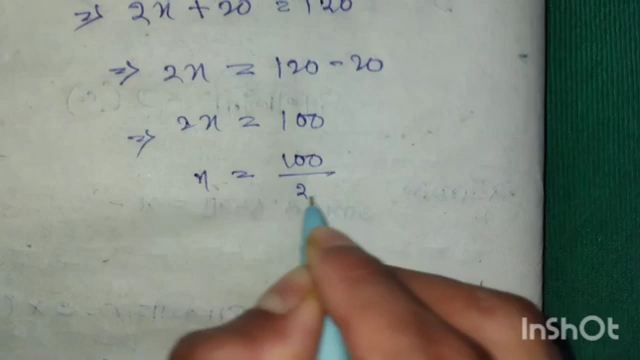 ⇒ 2x + 20 = 120
⇒ 2x = 120 - 20
⇒ 2x = 100
x = 100/2
InShOt